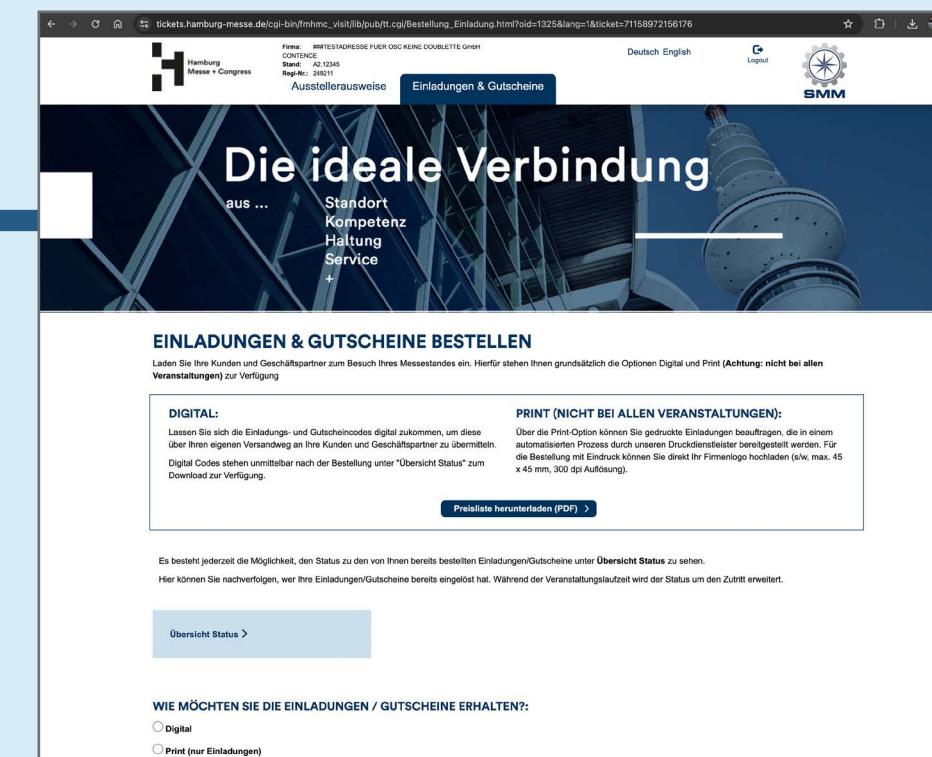 tickets.hamburg-messe.de/cgi-bin/fmhmc_visit/lib/pub/tt.cgi/Bestellung_Einladung.html?oid=1325&lang=1&ticket=71158972156176
Hamburg
Messe + Congress
Firma: ###TESTADRESSE FUER OSC KEINE DOUBLETTE GmbH
CONTENCE
Stand: A2.12345
Regi-Nr.: 249211
Deutsch English
Logout
SMM
Ausstellerausweise
Einladungen & Gutscheine
Die ideale Verbindung
aus ...
Standort
Kompetenz
Haltung
Service
+
EINLADUNGEN & GUTSCHEINE BESTELLEN
Laden Sie Ihre Kunden und Geschäftspartner zum Besuch Ihres Messestandes ein. Hierfür stehen Ihnen grundsätzlich die Optionen Digital und Print (Achtung: nicht bei allen
Veranstaltungen) zur Verfügung
DIGITAL:
Lassen Sie sich die Einladungs- und Gutscheincodes digital zukommen, um diese
über Ihren eigenen Versandweg an Ihre Kunden und Geschäftspartner zu übermitteln.
Digital Codes stehen unmittelbar nach der Bestellung unter "Übersicht Status" zum
Download zur Verfügung.
PRINT (NICHT BEI ALLEN VERANSTALTUNGEN):
Über die Print-Option können Sie gedruckte Einladungen beauftragen, die in einem
automatisierten Prozess durch unseren Druckdienstleister bereitgestellt werden. Für
die Bestellung mit Eindruck können Sie direkt Ihr Firmenlogo hochladen (s/w, max. 45
x 45 mm, 300 dpi Auflösung).
Preisliste herunterladen (PDF)
Es besteht jederzeit die Möglichkeit, den Status zu den von Ihnen bereits bestellten Einladungen/Gutscheine unter Übersicht Status zu sehen.
Hier können Sie nachverfolgen, wer Ihre Einladungen/Gutscheine bereits eingelöst hat. Während der Veranstaltungslaufzeit wird der Status um den Zutritt erweitert.
Übersicht Status
WIE MÖCHTEN SIE DIE EINLADUNGEN / GUTSCHEINE ERHALTEN?:
Digital
Print (nur Einladungen)